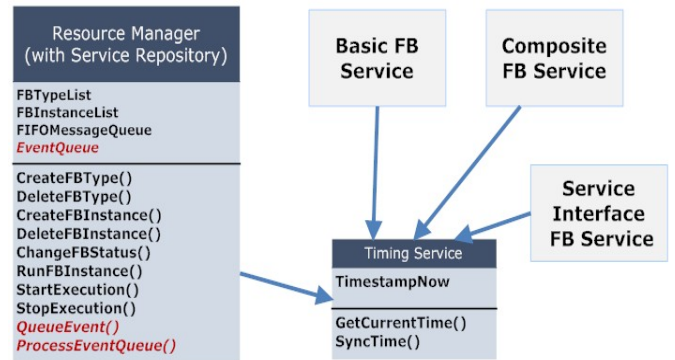 Resource Manager
(with Service Repository)
FBTypeList
FBInstanceList
FIFOMessageQueue
EventQueue
CreateFBType()
DeleteFBType()
CreateFBInstance()
DeleteFBInstance()
ChangeFBStatus()
RunFBInstance()
StartExecution()
StopExecution()
QueueEvent()
ProcessEventQueue()
Basic FB
Service
Composite
FB Service
Service
Interface
FB Service
Timing Service
TimestampNow
GetCurrentTime()
SyncTime()